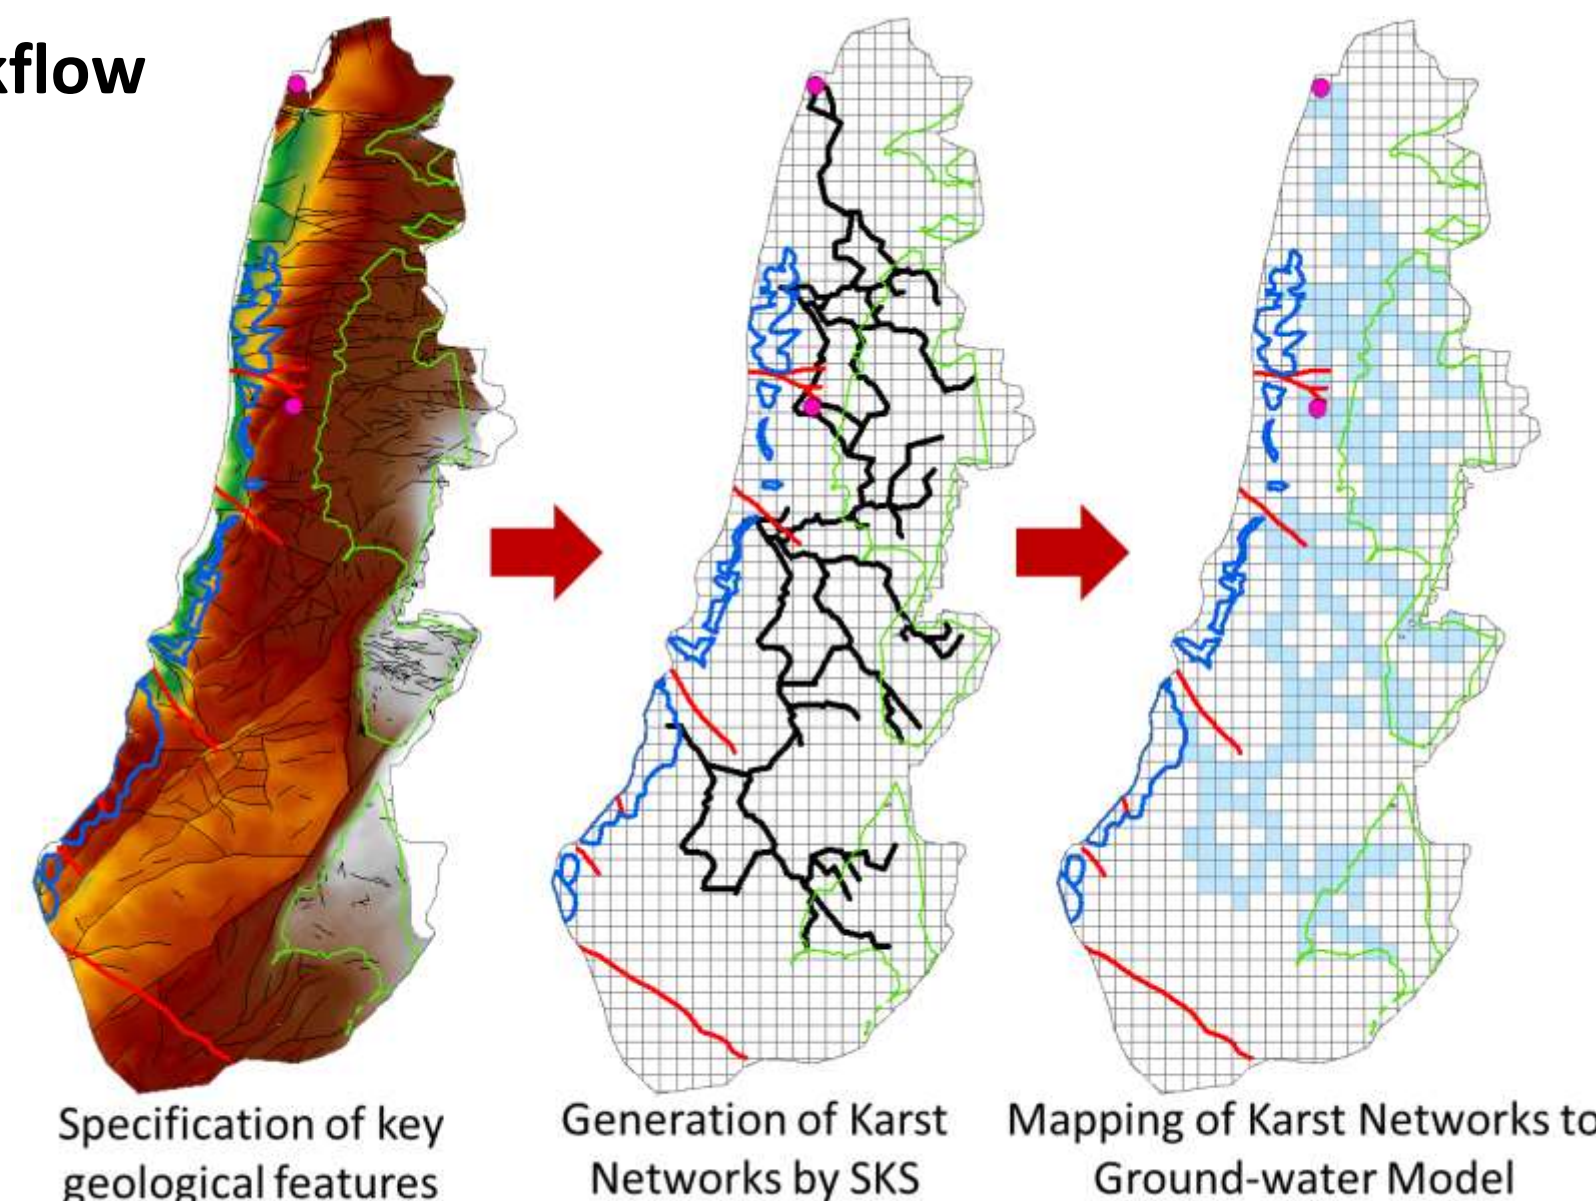 kflow
Specification of key
geological features
Generation of Karst
Networks by SKS
Mapping of Karst Networks to
Ground-water Model